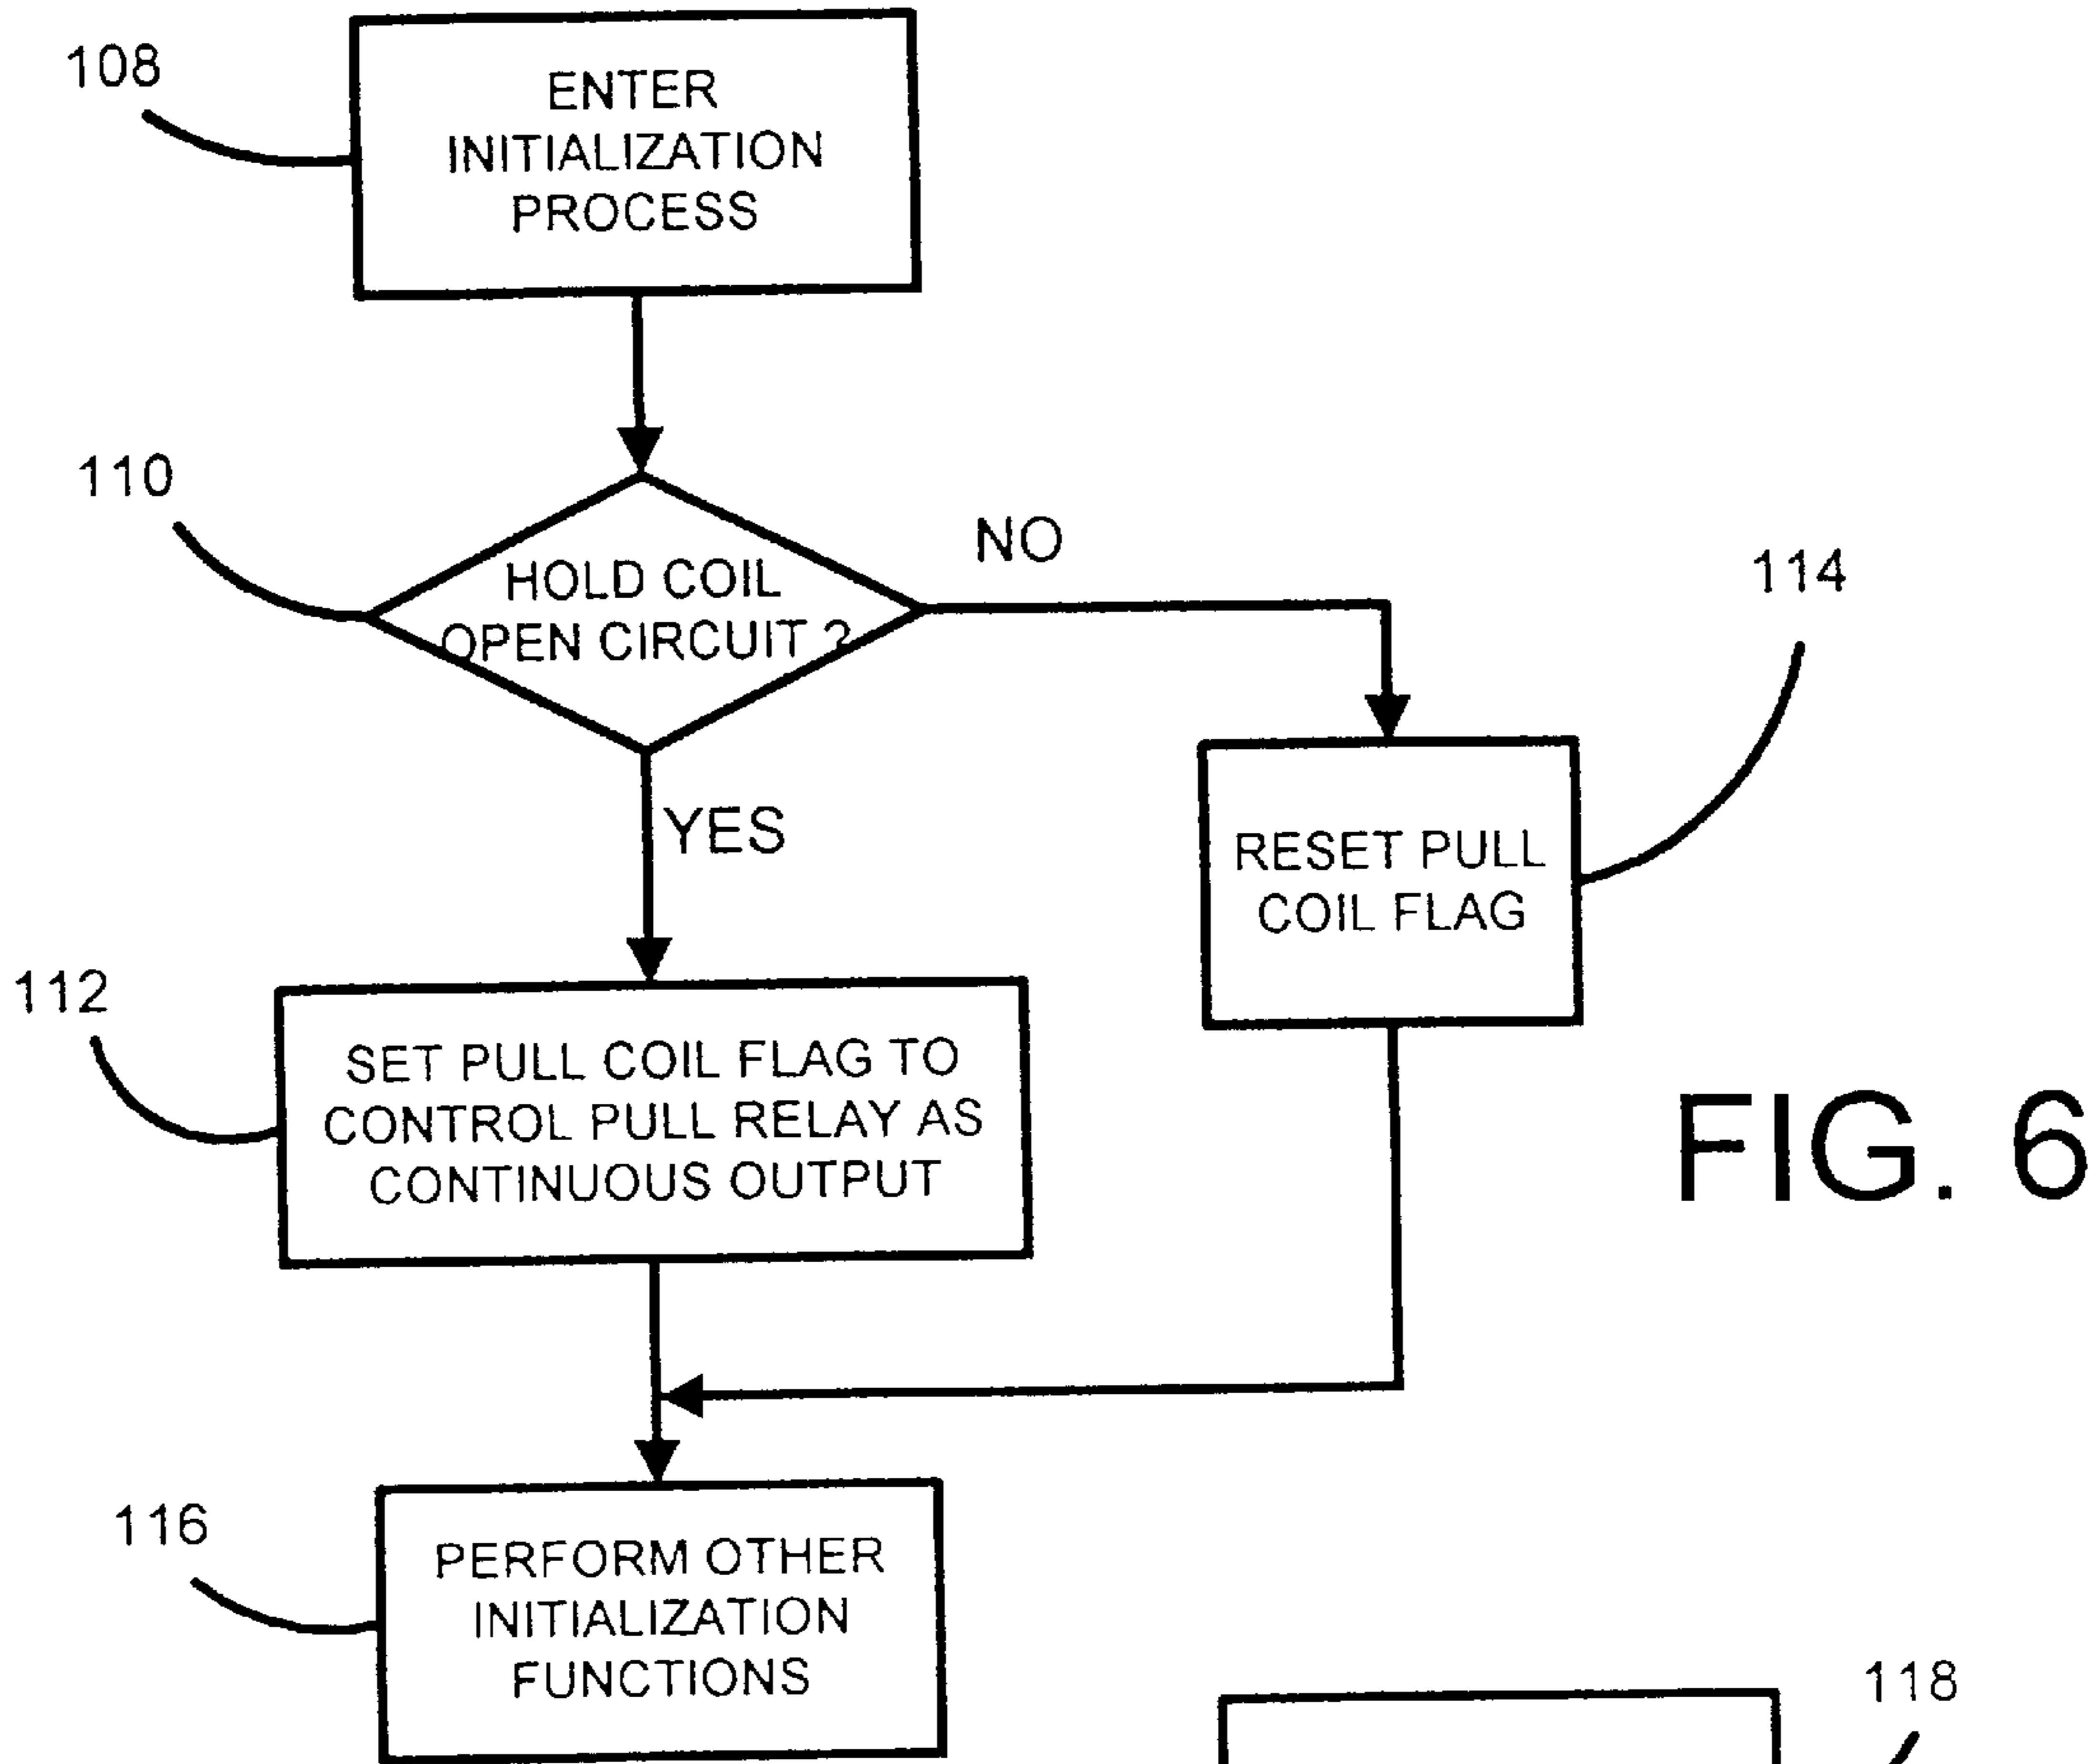 108
ENTER
INITIALIZATION
PROCESS
110
HOLD COIL
OPEN CIRCUIT ?
NO
114
YES
RESET PULL
COIL FLAG
112
SET PULL COIL FLAG TO
CONTROL PULL RELAY AS
CONTINUOUS OUTPUT
FIG. 6
116
PERFORM OTHER
INITIALIZATION
FUNCTIONS
118